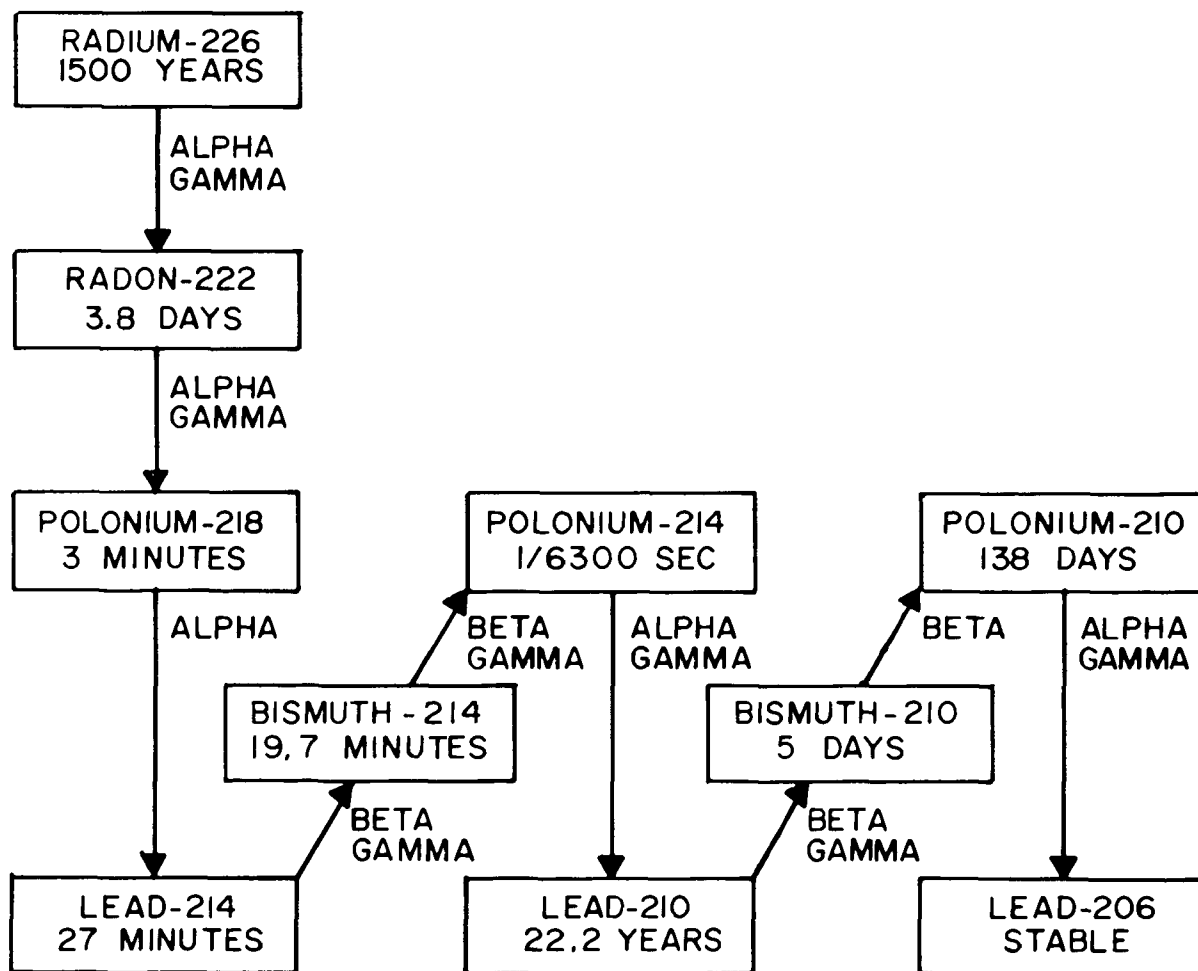 RADIUM-226
1500 YEARS
ALPHA
GAMMA
RADON-222
3.8 DAYS
ALPHA
GAMMA
POLONIUM-218
3 MINUTES
ALPHA
LEAD-214
27 MINUTES
BETA
GAMMA
BISMUTH-214
19,7 MINUTES
BETA
GAMMA
POLONIUM-214
1/6300 SEC
ALPHA
GAMMA
LEAD-210
22,2 YEARS
BETA
GAMMA
BISMUTH-210
5 DAYS
BETA
POLONIUM-210
138 DAYS
ALPHA
GAMMA
LEAD-206
STABLE